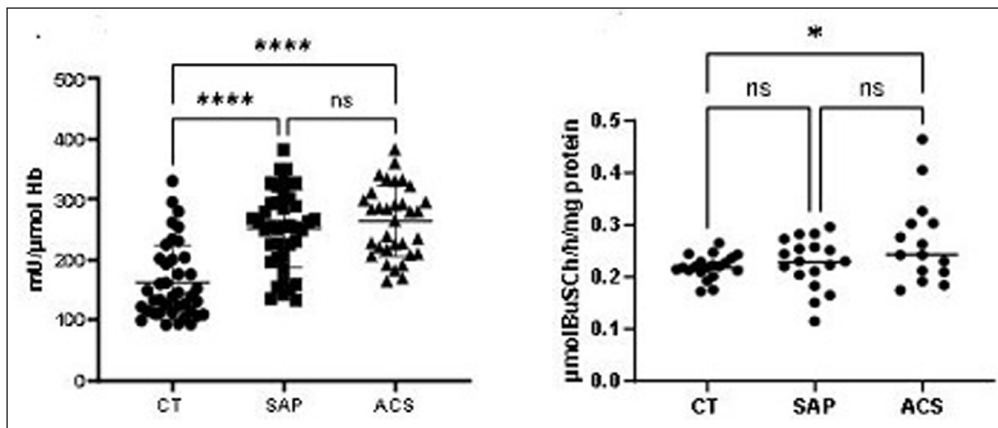 ****
****
ns
500
400
300
200
100
0
mU/μmol Hb
CT
SAP
ACS
*
ns
ns
0.5
0.4
0.3
0.2
0.1
0.0
μmolBuSCh/h/mg protein
CT
SAP
ACS